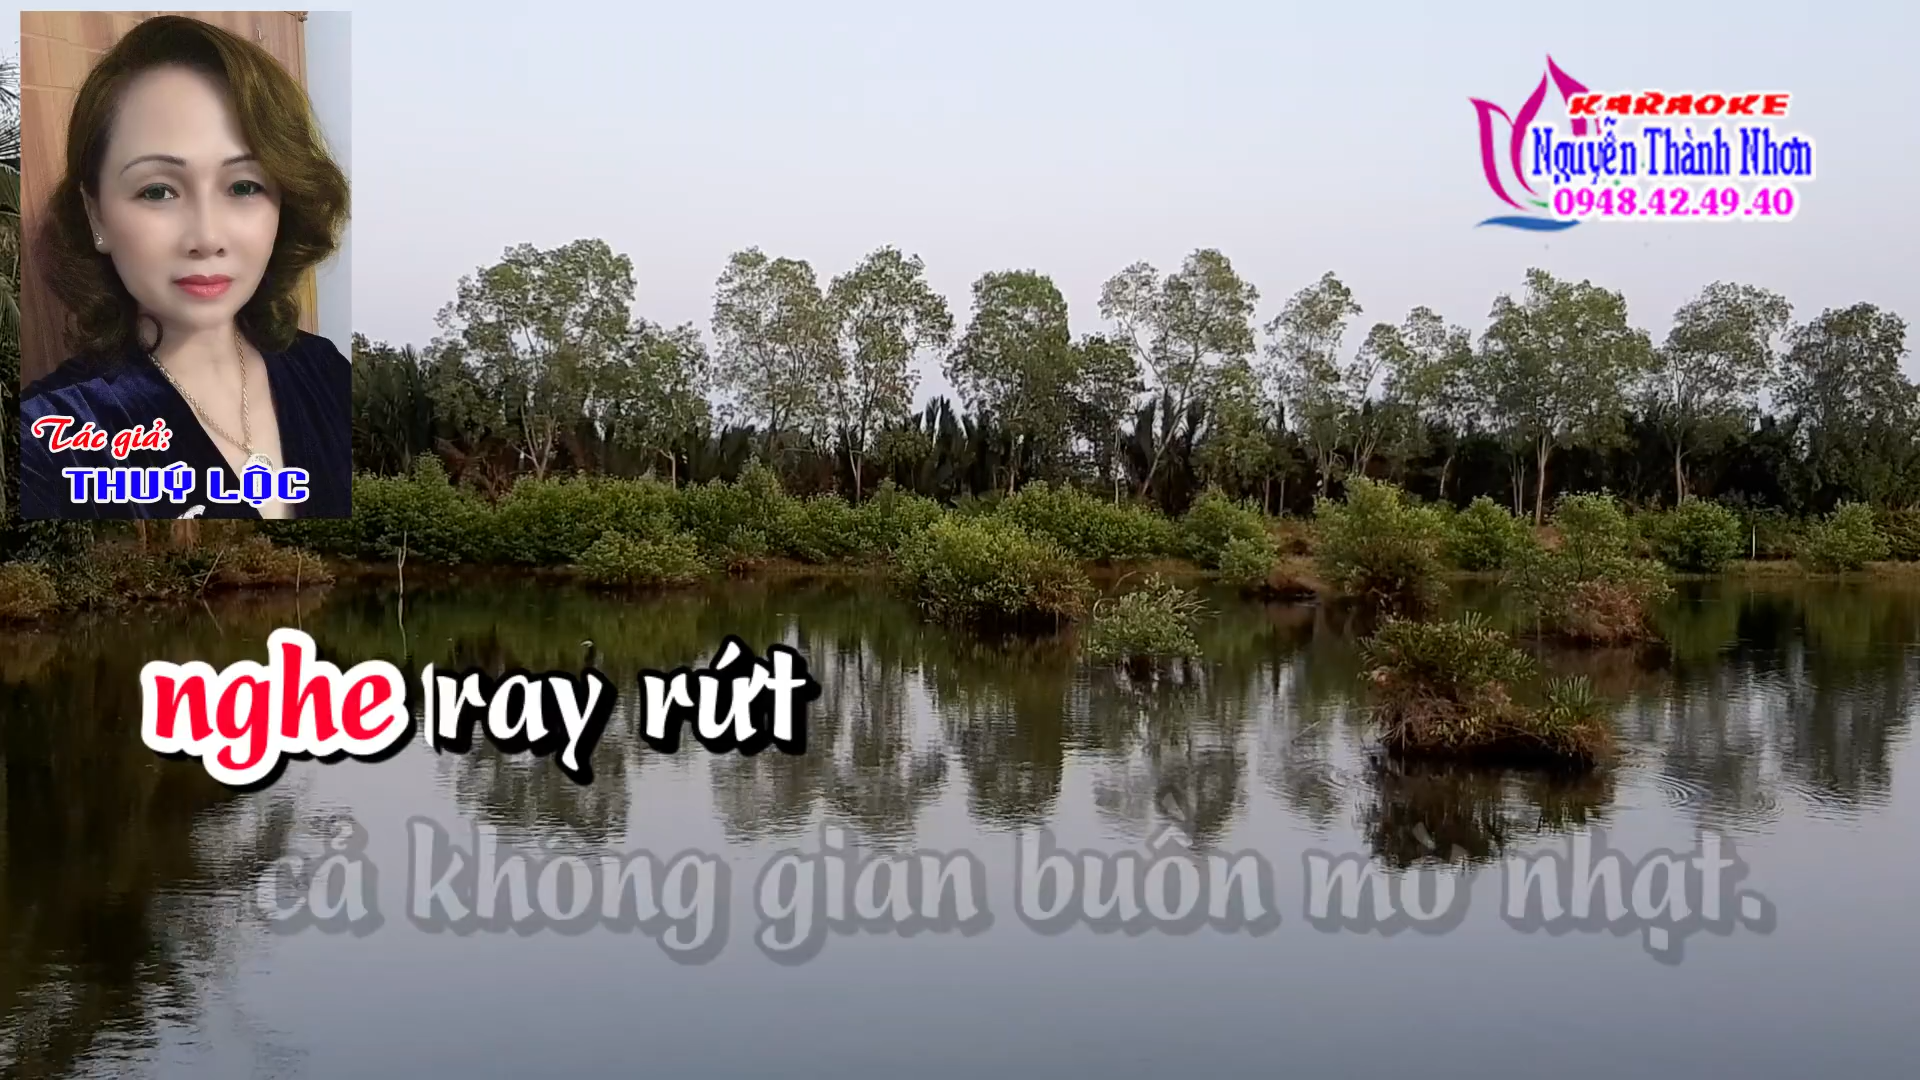 KARAOKE
Nguyễn Thành Nhơn
0948.42.49.40
Tác giả:
THUÝ LỘC
nghe ray rứt
cả không gian buồn mờ nhạt.